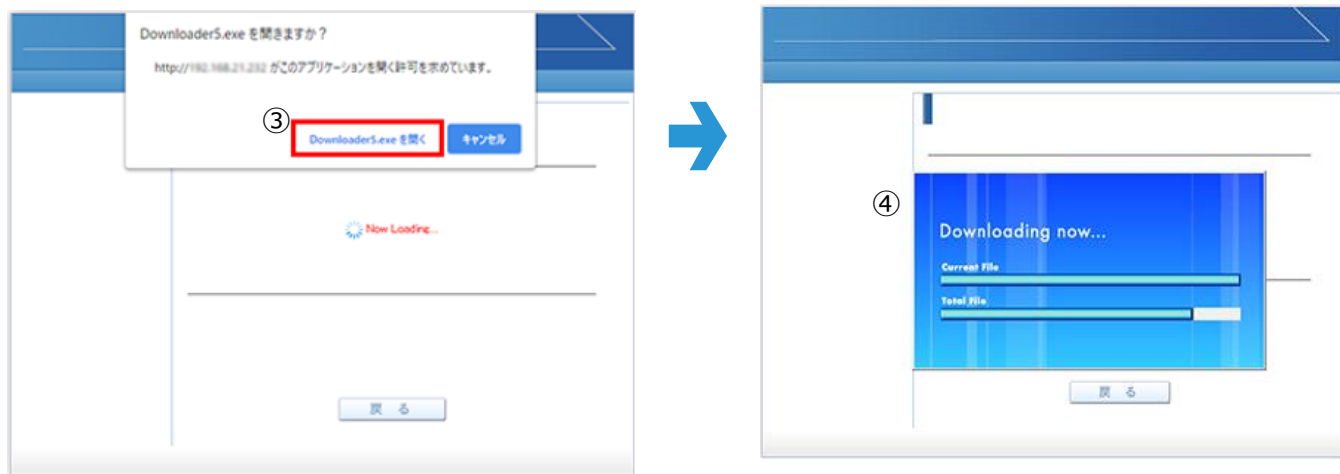 Downloader5.exe を開きますか？
http:// がこのアプリケーションを開く許可を求めています。
③
Downloader5.exe を開く
キャンセル
Now Loading...
戻 る
④
Downloading now...
Current File
Total File
戻 る